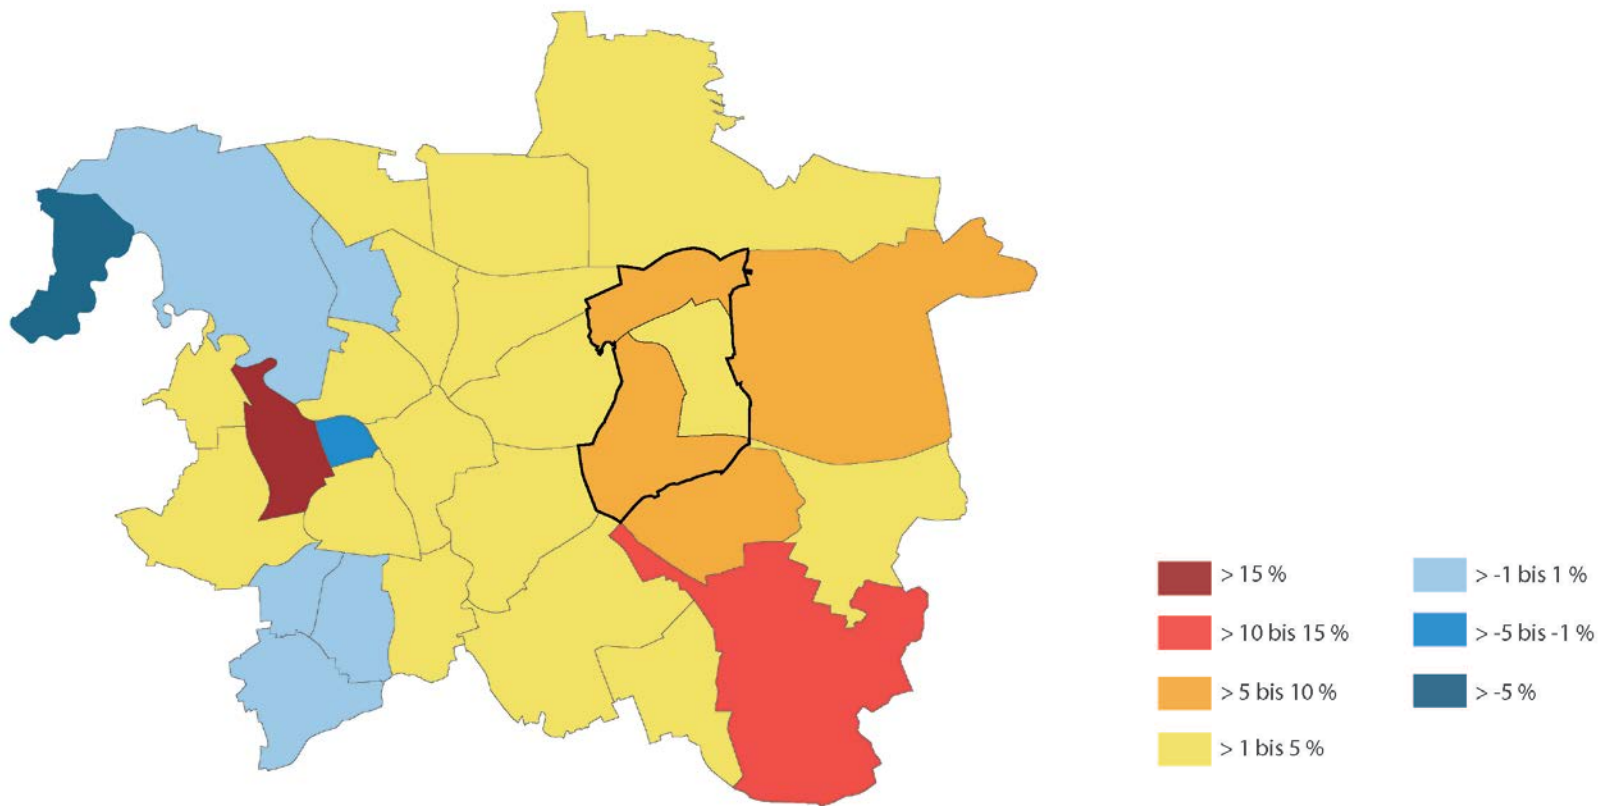 > 15 %
> 10 bis 15 %
> 5 bis 10 %
> 1 bis 5 %
> -1 bis 1 %
> -5 bis -1 %
> -5 %